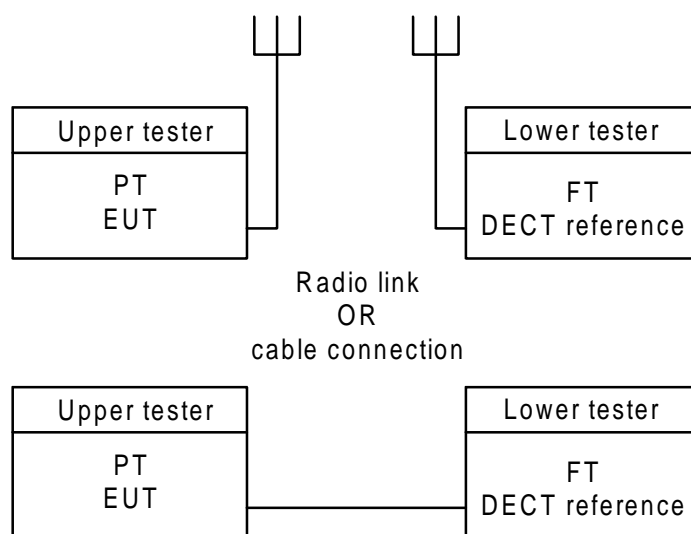 Upper tester
PT
EUT
Lower tester
FT
DECT reference
Radio link
OR
cable connection
Upper tester
PT
EUT
Lower tester
FT
DECT reference